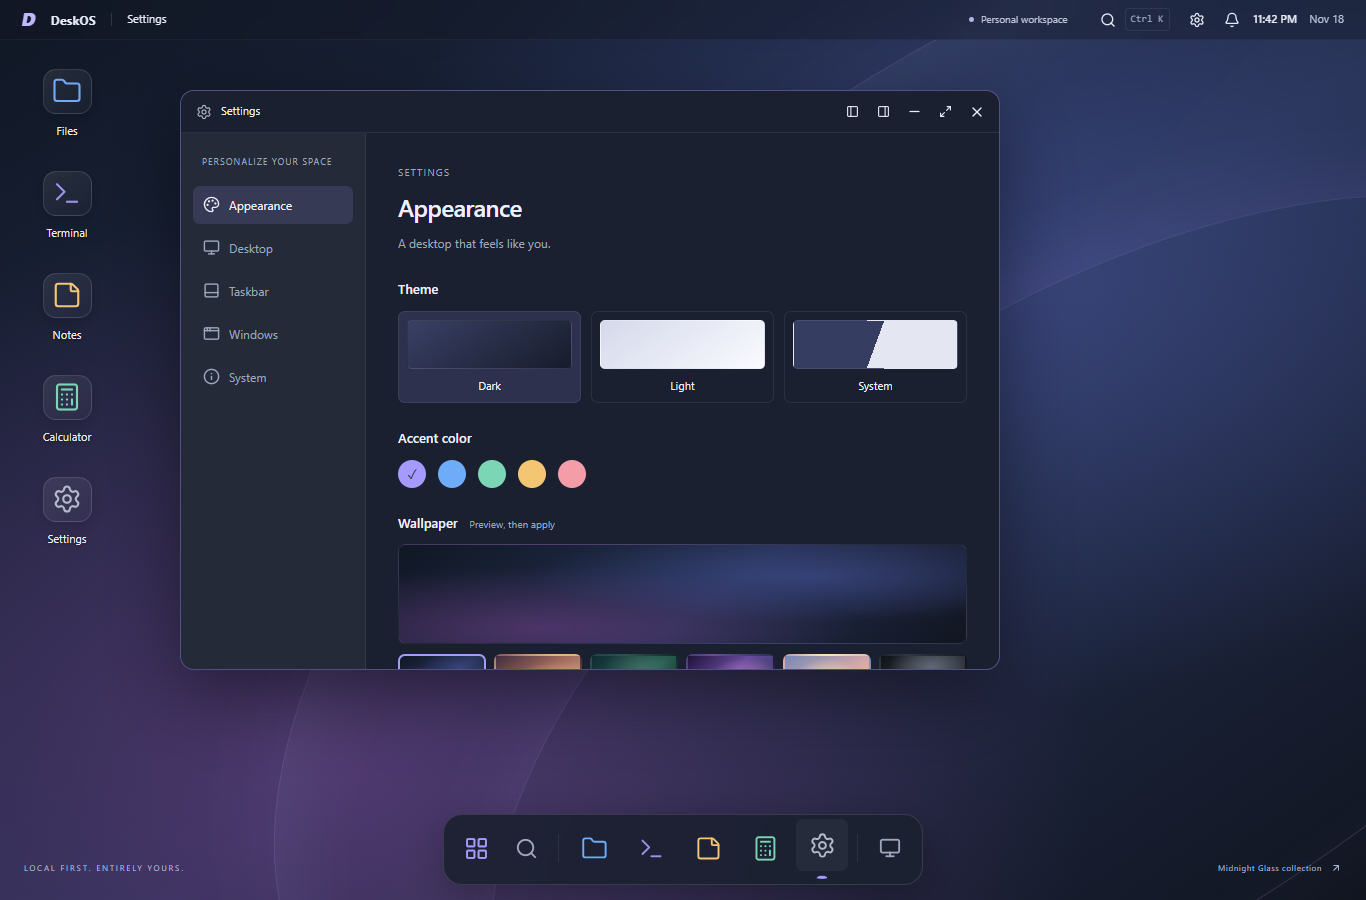 D DeskOS Settings
Personal workspace Ctrl K 11:42 PM Nov 18
Files
Terminal
Notes
Calculator
Settings
Settings
PERSONALIZE YOUR SPACE
Appearance
Desktop
Taskbar
Windows
System
SETTINGS
Appearance
A desktop that feels like you.
Theme
Dark Light System
Accent color
Wallpaper Preview, then apply
LOCAL FIRST. ENTIRELY YOURS.
Midnight Glass collection